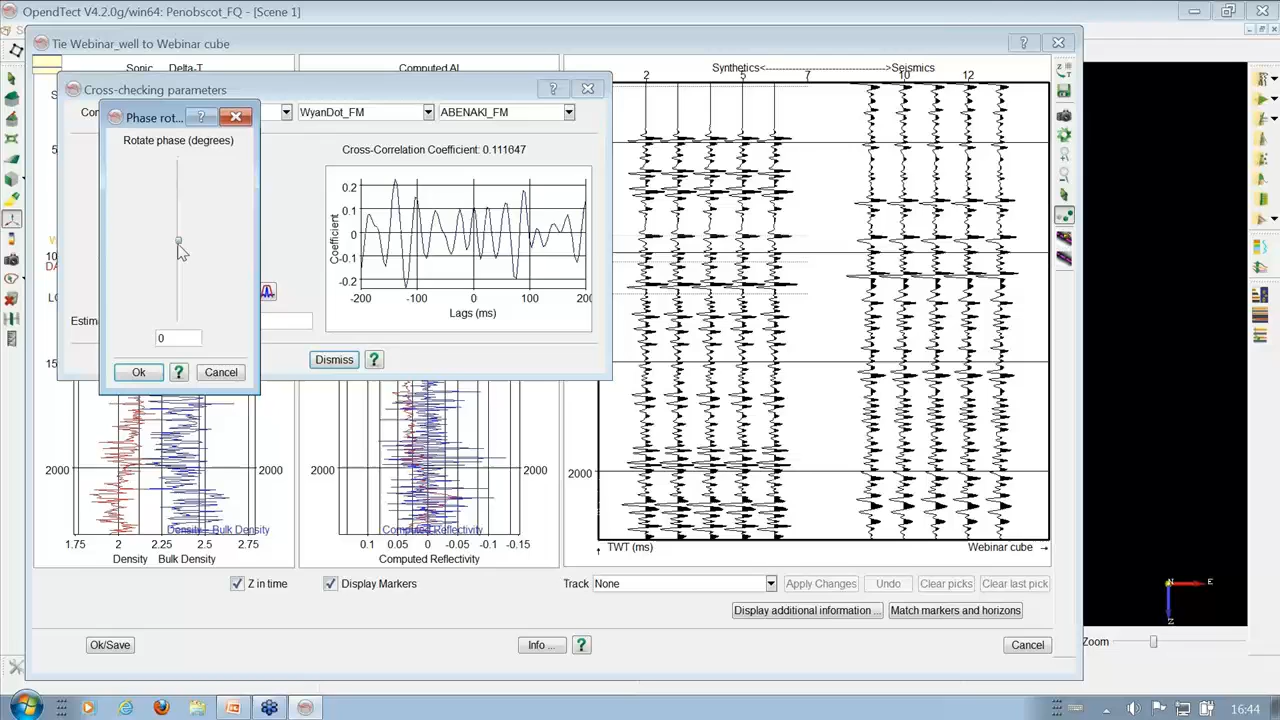 OpendTect V4.2.0g/win64: Penobscot_FQ - [Scene 1]
Tie Webinar_well to Webinar cube
Sonic Delta-T
Computed AI
Synthetics<------------------------------>Seismics
2 3 4 5 7 10 12
Cross-checking parameters
WyanDot_FM
ABENAKI_FM
Cross-Correlation Coefficient: 0.111647
Coefficient
0.2
0.1
0
-0.1
-0.2
-200 -100 0 100 200
Lags (ms)
Dismiss
Phase rot...
Rotate phase (degrees)
0
Ok
Cancel
2000 2000
2000 2000
2000
Density Bulk Density
Computed Reflectivity
1.75 2 2.25 2.5 2.75
Density Bulk Density
0.1 0.05 0 -0.05 -0.1 -0.15
Computed Reflectivity
TWT (ms)
Webinar cube
Z in time
Display Markers
Track None
Apply Changes
Undo
Clear picks
Clear last pick
Display additional information ...
Match markers and horizons
Ok/Save
Info ...
Cancel
N E
Z
Zoom
16:44